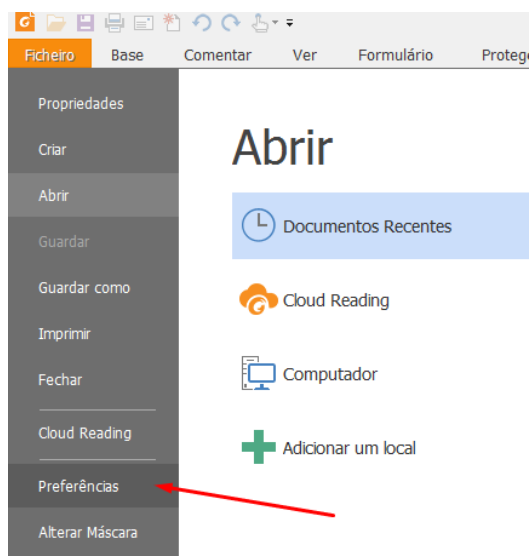 Ficheiro Base Comentar Ver Formulário Proteg
Propriedades
Criar
Abrir
Guardar
Guardar como
Imprimir
Fechar
Cloud Reading
Preferências
Alterar Máscara
Abrir
Documentos Recentes
Cloud Reading
Computador
Adicionar um local